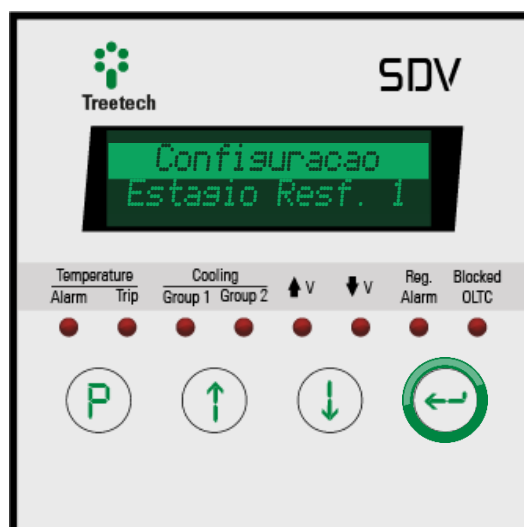 SDV
Treetech
Configuracao
Estagio Resf. 1
Temperature Cooling V V Reg. Blocked
Alarm Trip Group 1 Group 2 Alarm OLTC
P